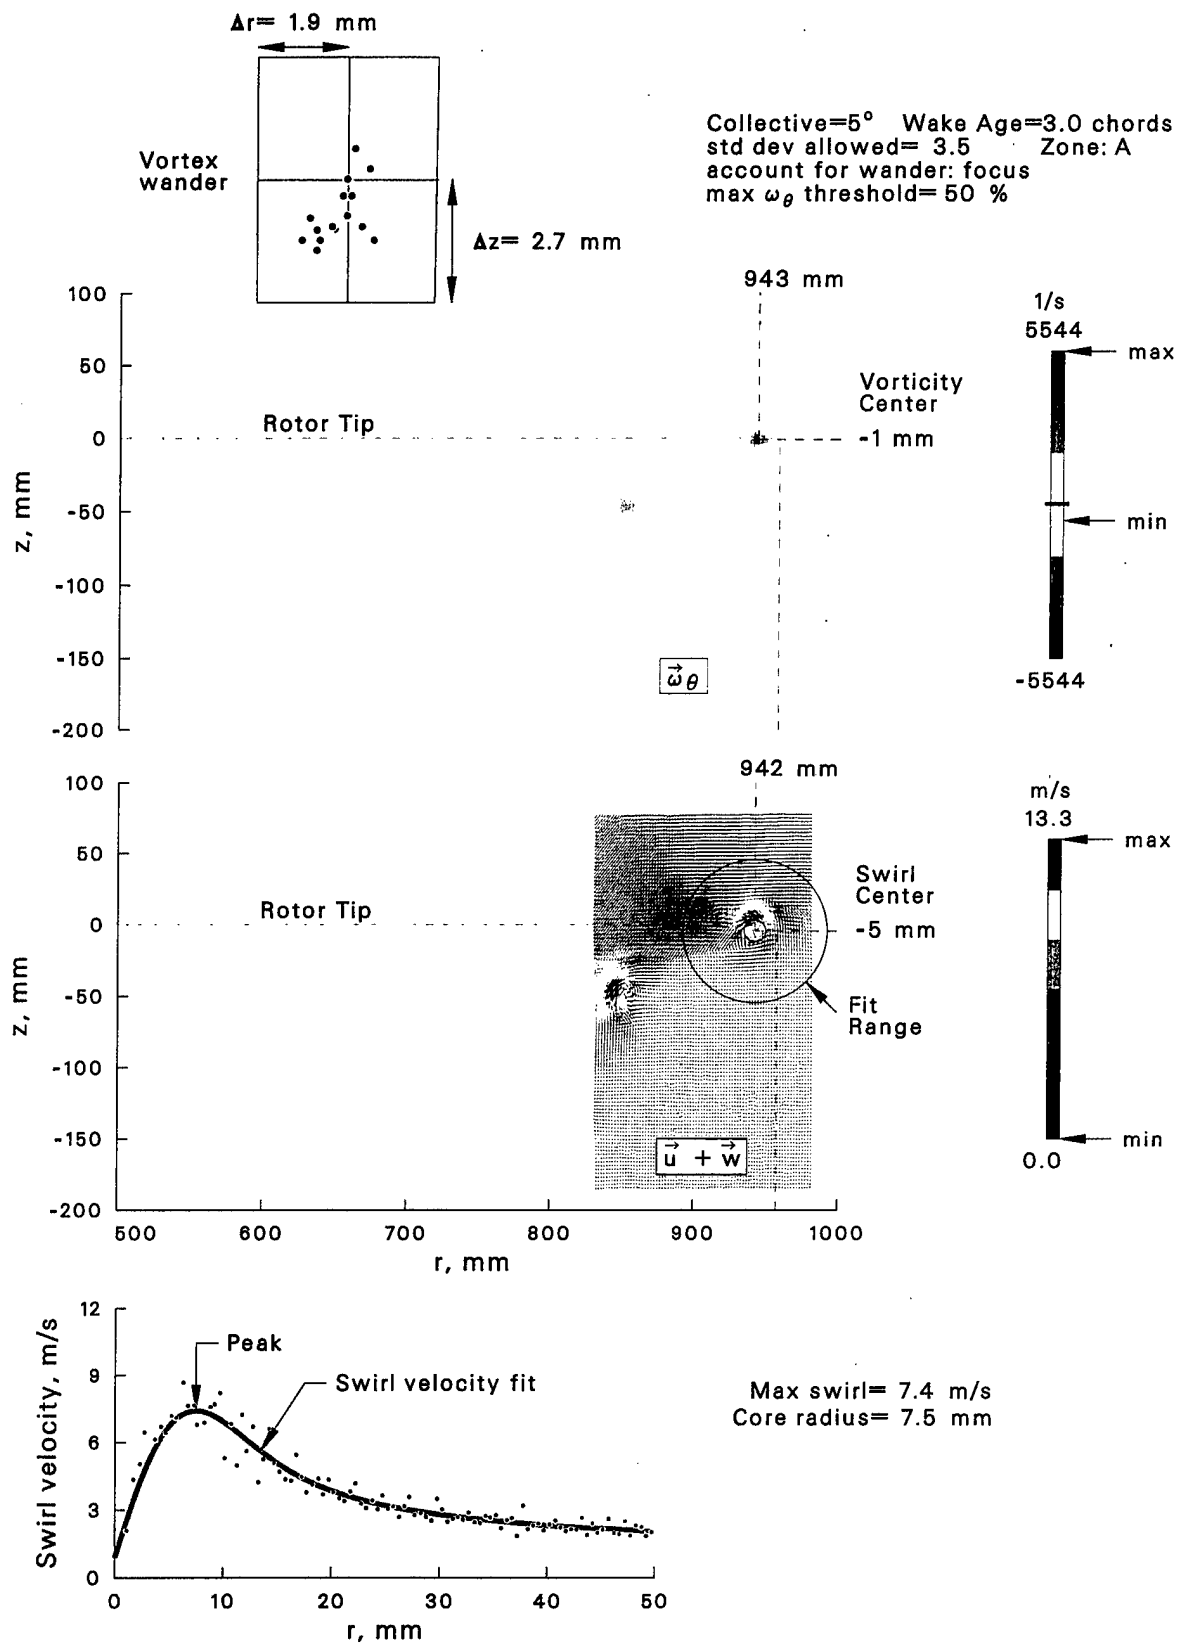 Δr= 1.9 mm
Vortex
wander
Δz= 2.7 mm
Collective=5° Wake Age=3.0 chords
std dev allowed= 3.5 Zone: A
account for wander: focus
max ωθ threshold= 50 %
943 mm
100
50
0
-50
-100
-150
-200
z, mm
Rotor Tip
Vorticity
Center
-1 mm
ωθ
1/s
5544
max
min
-5544
942 mm
100
50
0
-50
-100
-150
-200
z, mm
Rotor Tip
Swirl
Center
-5 mm
Fit
Range
u + w
m/s
13.3
max
min
0.0
500 600 700 800 900 1000
r, mm
12
9
6
3
0
Swirl velocity, m/s
Peak
Swirl velocity fit
Max swirl= 7.4 m/s
Core radius= 7.5 mm
0 10 20 30 40 50
r, mm